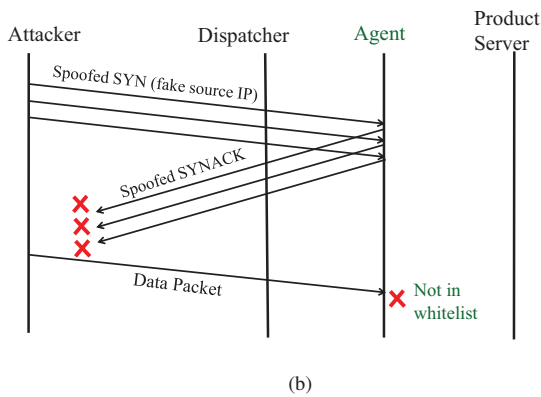 Attacker
Dispatcher
Agent
Product
Server
Spoofed SYN (fake source IP)
Spoofed SYNACK
Data Packet
Not in
whitelist
(b)